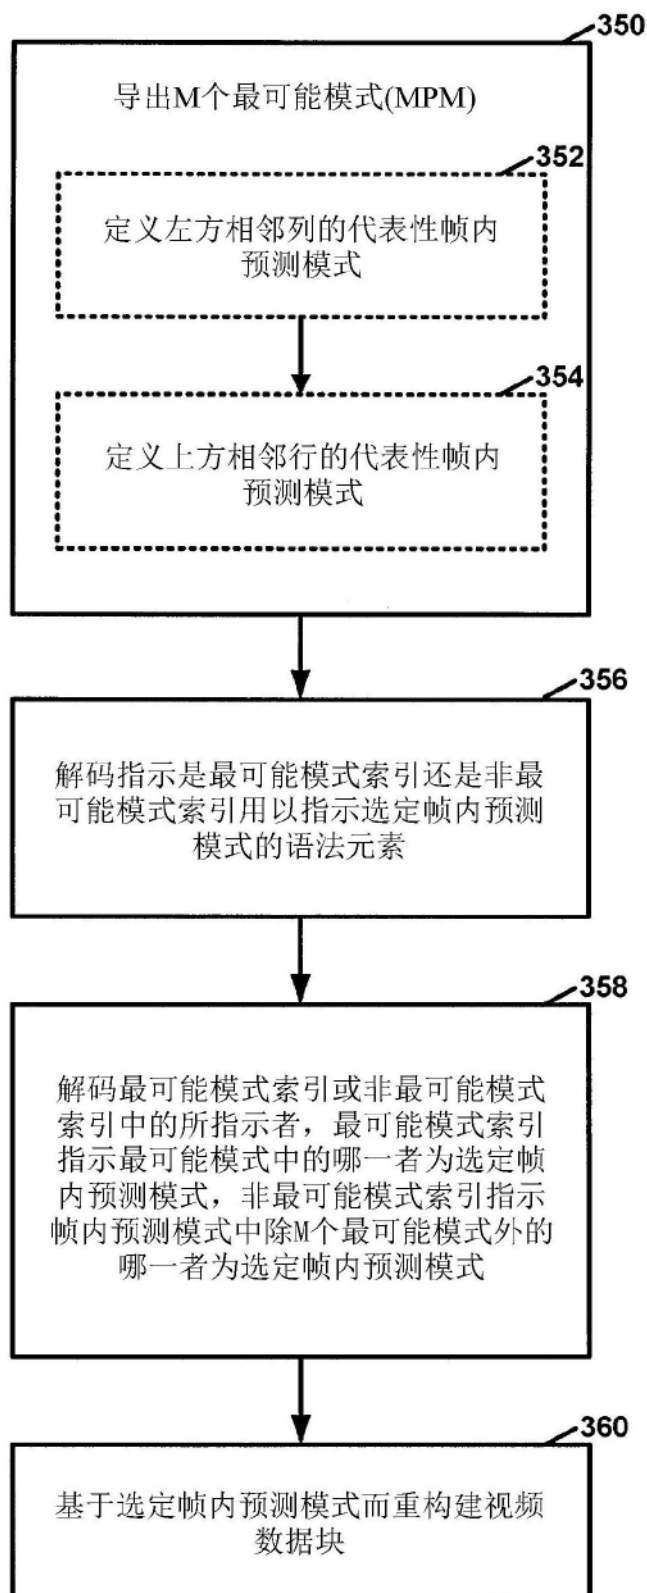 350
导出M个最可能模式(MPM)
352
定义左方相邻列的代表性帧内
预测模式
354
定义上方相邻行的代表性帧内
预测模式
356
解码指示是最可能模式索引还是非最
可能模式索引用以指示选定帧内预测
模式的语法元素
358
解码最可能模式索引或非最可能模式
索引中的所指示者，最可能模式索引
指示最可能模式中的哪一者为选定帧
内预测模式，非最可能模式索引指示
帧内预测模式中除M个最可能模式外的
哪一者为选定帧内预测模式
360
基于选定帧内预测模式而重构建视频
数据块